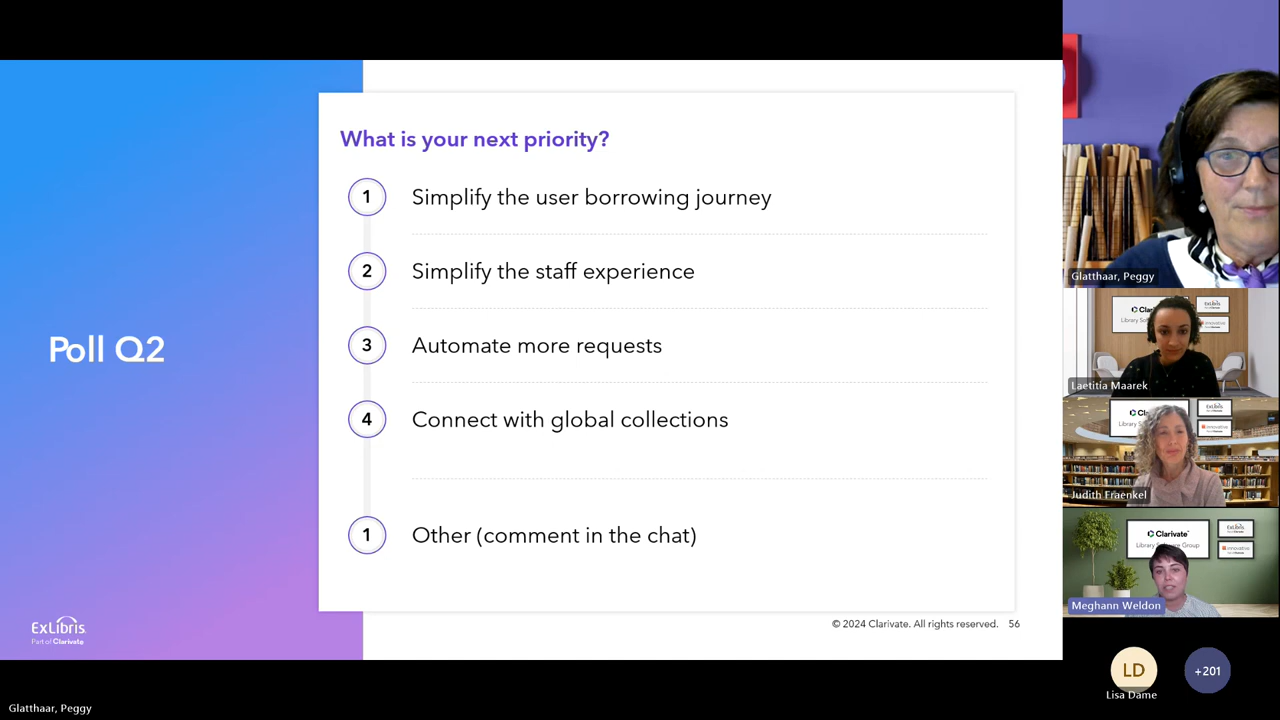 What is your next priority?
1 Simplify the user borrowing journey
2 Simplify the staff experience
3 Automate more requests
4 Connect with global collections
1 Other (comment in the chat)
Poll Q2
ExLibris
Part of Clarivate
© 2024 Clarivate. All rights reserved. 56
Glatthaar, Peggy
Laetitia Maarek
Judith Fraenkel
Clarivate
ExLibris
innovative
Meghann Weldon
LD
Lisa Dame
+201
Glatthaar, Peggy